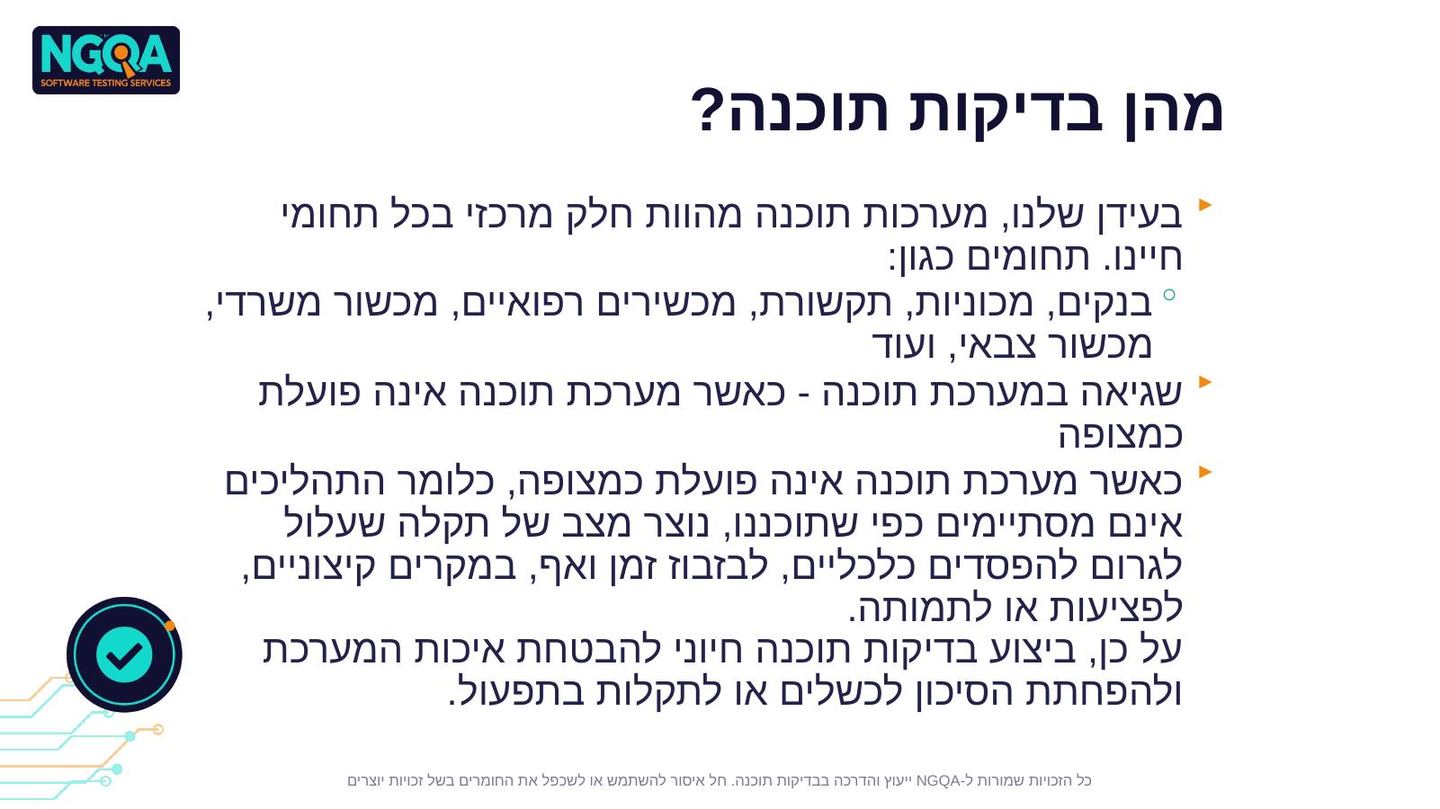 NGQA
SOFTWARE TESTING SERVICES
מהן בדיקות תוכנה?
בעידן שלנו, מערכות תוכנה מהוות חלק מרכזי בכל תחומי
חיינו. תחומים כגון:
בנקים, מכוניות, תקשורת, מכשירים רפואיים, מכשור משרדי,
מכשור צבאי, ועוד
שגיאה במערכת תוכנה - כאשר מערכת תוכנה אינה פועלת
כמצופה
כאשר מערכת תוכנה אינה פועלת כמצופה, כלומר התהליכים
אינם מסתיימים כפי שתוכננו, נוצר מצב של תקלה שעלול
לגרום להפסדים כלכליים, לבזבוז זמן ואף, במקרים קיצוניים,
לפציעות או לתמותה.
על כן, ביצוע בדיקות תוכנה חיוני להבטחת איכות המערכת
ולהפחתת הסיכון לכשלים או לתקלות בתפעול.
כל הזכויות שמורות ל-NGQA ייעוץ והדרכה בבדיקות תוכנה. חל איסור להשתמש או לשכפל את החומרים בשל זכויות יוצרים